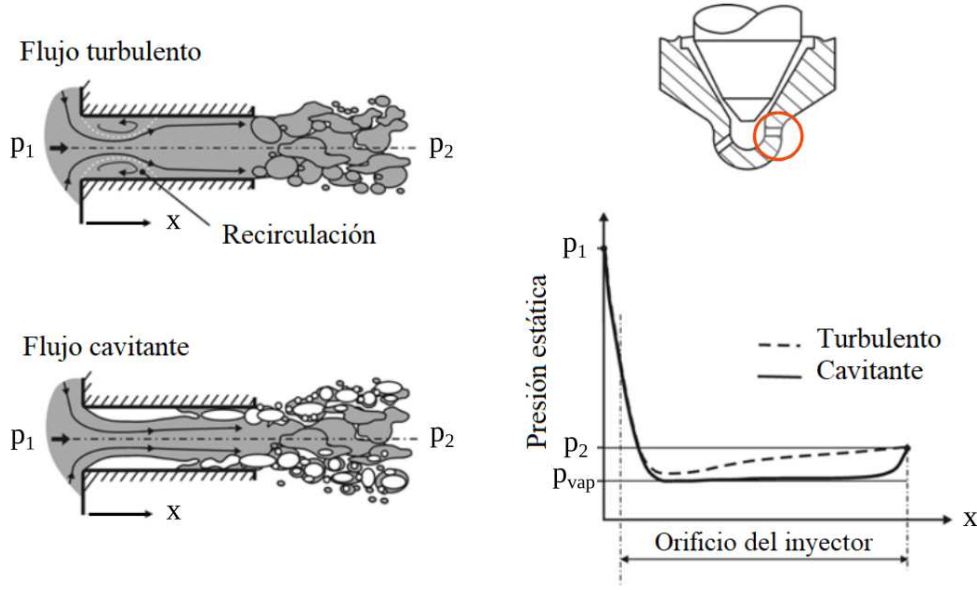 Flujo turbulento
p1
p2
x
Recirculación
Flujo cavitante
p1
p2
x
p1
Presión estática
Turbulento
Cavitante
p2
pvap
x
Orificio del inyector